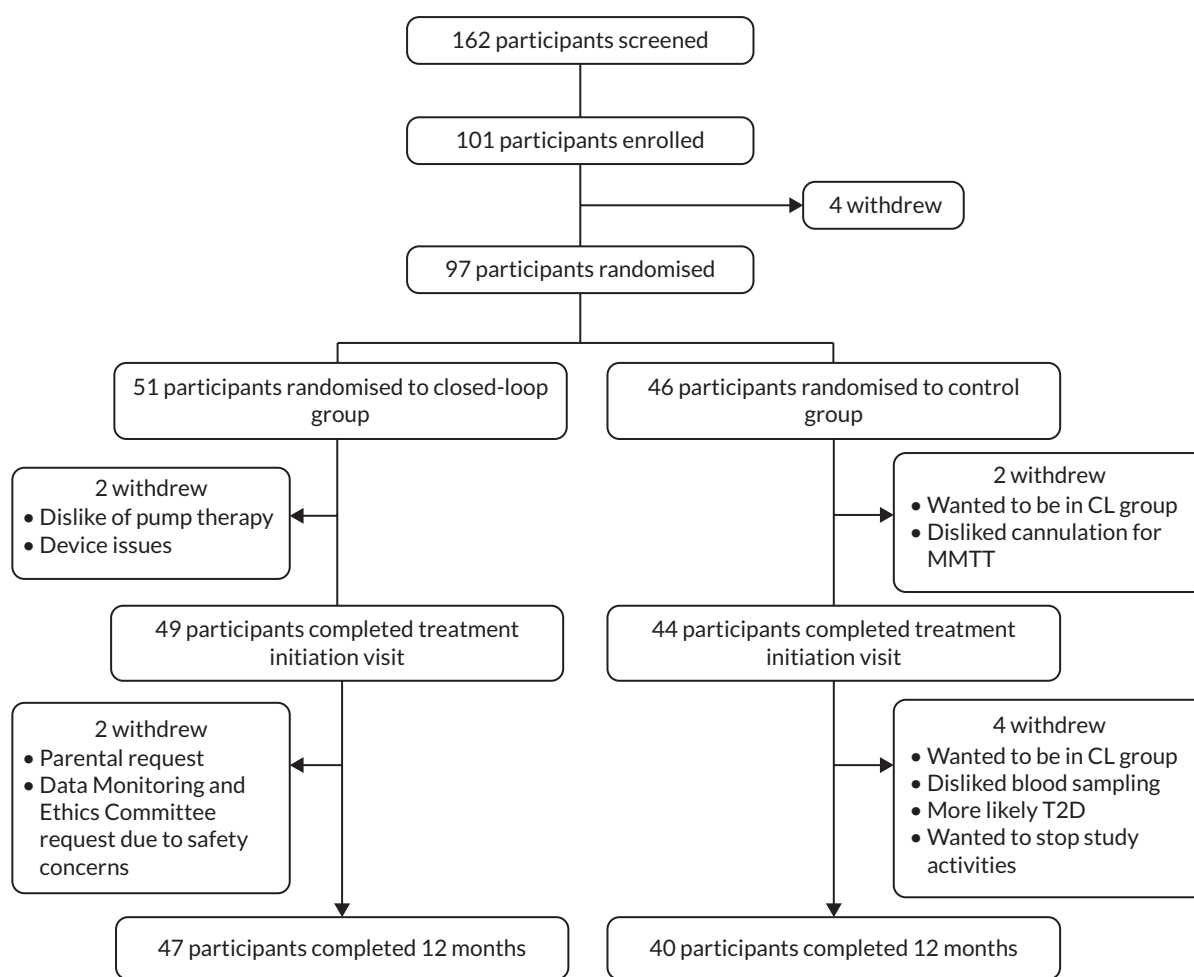 162 participants screened
101 participants enrolled
4 withdrew
97 participants randomised
51 participants randomised to closed-loop
group
46 participants randomised to control
group
2 withdrew
• Dislike of pump therapy
• Device issues
2 withdrew
• Wanted to be in CL group
• Disliked cannulation for
MMTT
49 participants completed treatment
initiation visit
44 participants completed treatment
initiation visit
2 withdrew
• Parental request
• Data Monitoring and
Ethics Committee
request due to safety
concerns
4 withdrew
• Wanted to be in CL group
• Disliked blood sampling
• More likely T2D
• Wanted to stop study
activities
47 participants completed 12 months
40 participants completed 12 months